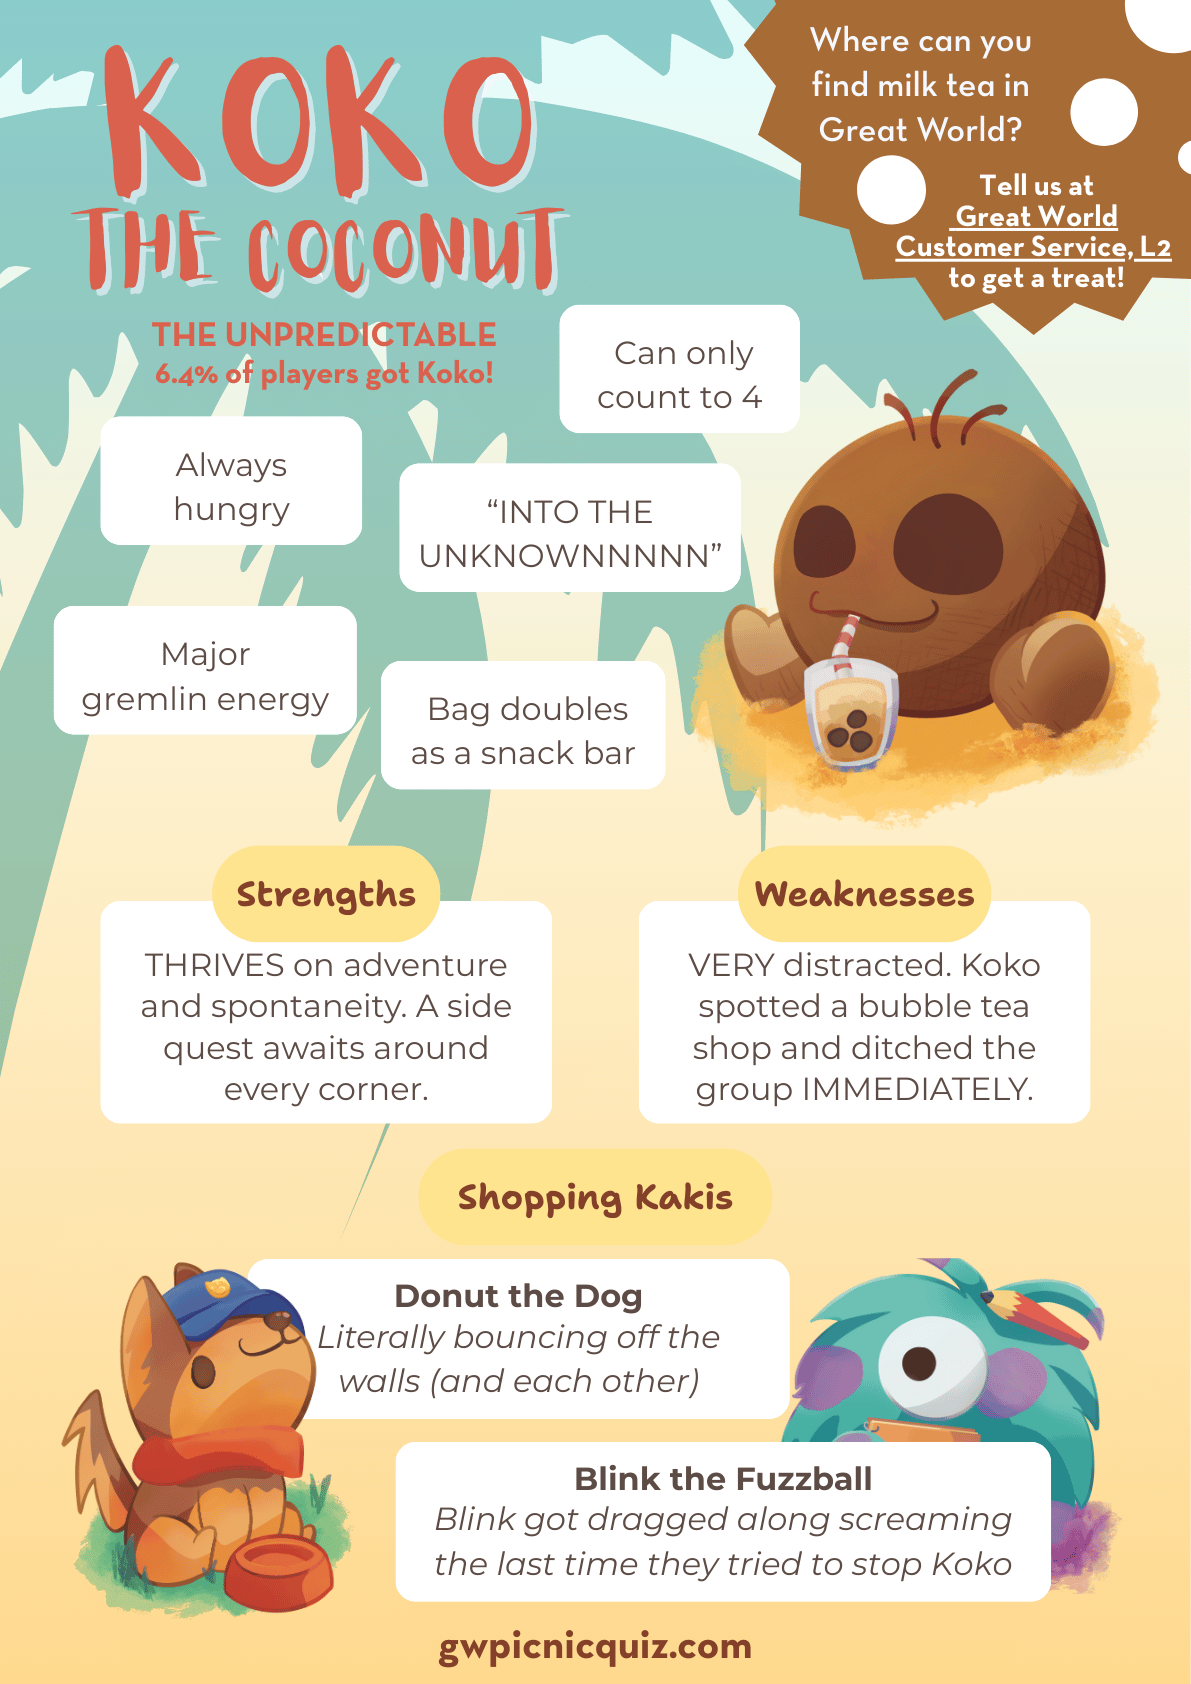 KOKO
THE COCONUT
THE UNPREDICTABLE
6.4% of players got Koko!
Where can you
find milk tea in
Great World?
Tell us at
Great World
Customer Service, L2
to get a treat!
Can only
count to 4
Always
hungry
“INTO THE
UNKNOWNNNNN”
Major
gremlin energy
Bag doubles
as a snack bar
Strengths
THRIVES on adventure
and spontaneity. A side
quest awaits around
every corner.
Weaknesses
VERY distracted. Koko
spotted a bubble tea
shop and ditched the
group IMMEDIATELY.
Shopping Kakis
Donut the Dog
Literally bouncing off the
walls (and each other)
Blink the Fuzzball
Blink got dragged along screaming
the last time they tried to stop Koko
gwpicnicquiz.com